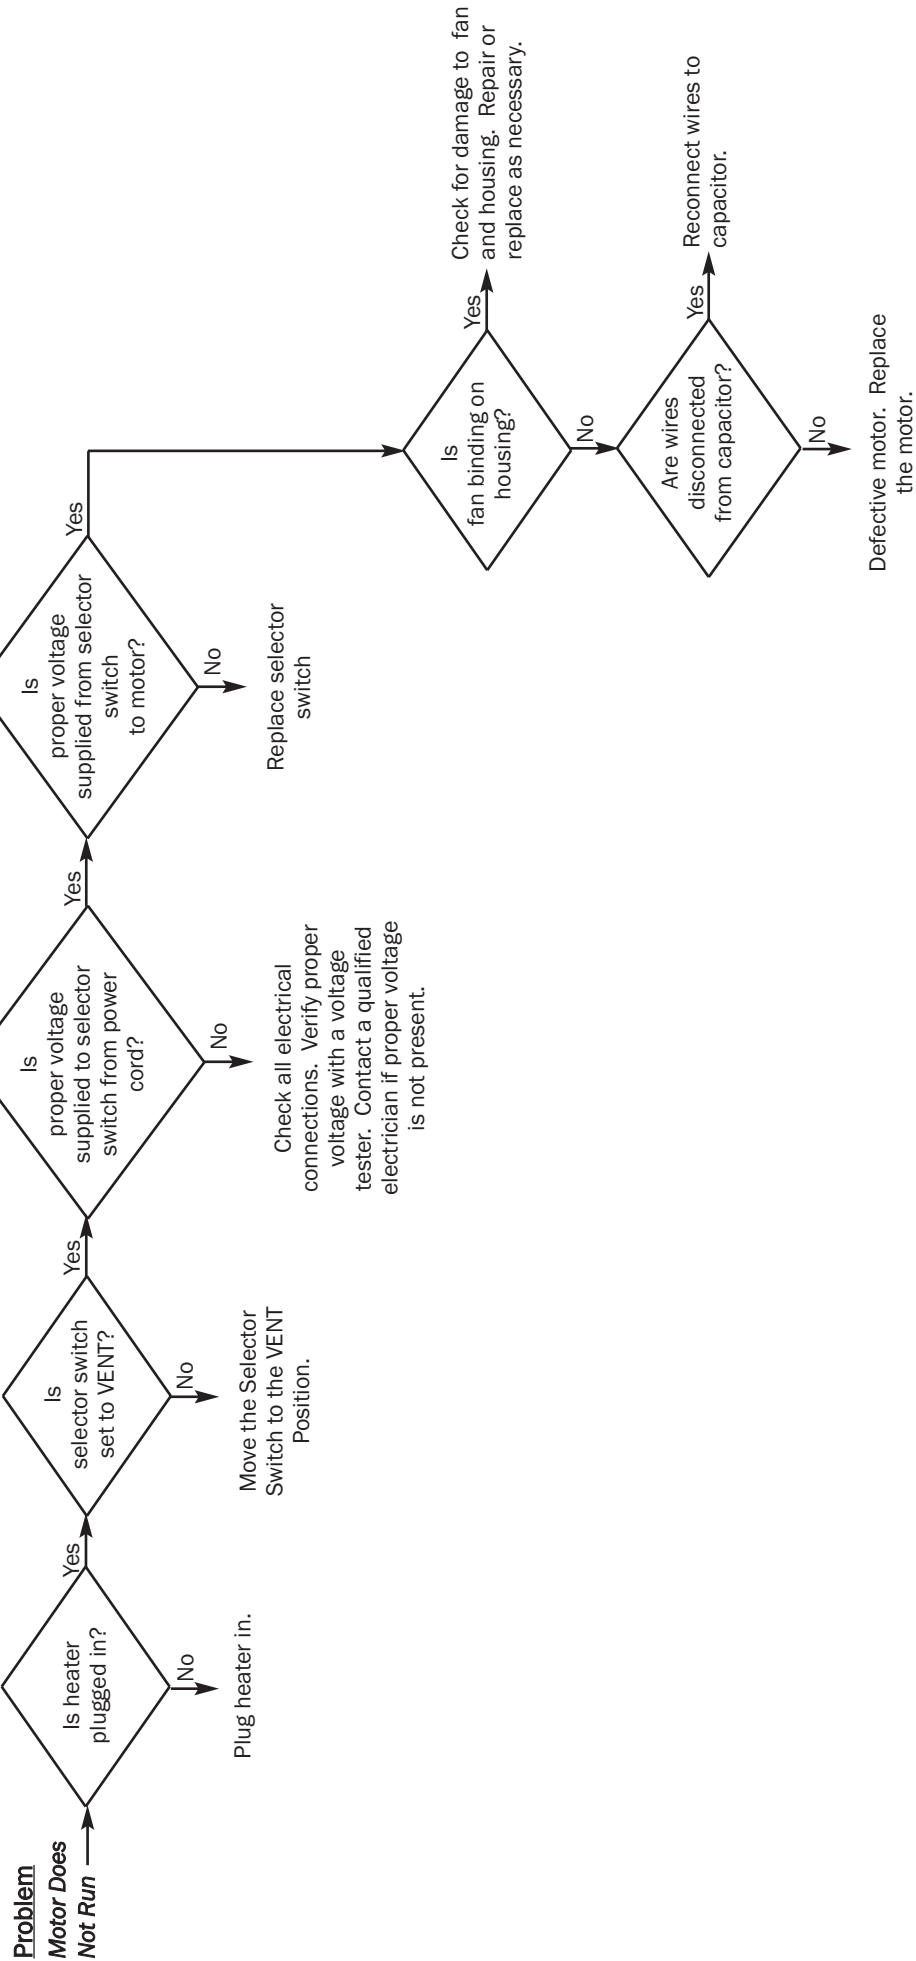 Problem
Motor Does
Not Run
Is heater
plugged in?
Yes
No
Plug heater in.
Is
selector switch
set to VENT?
Yes
No
Move the Selector
Switch to the VENT
Position.
Is
proper voltage
supplied to selector
switch from power
cord?
Yes
No
Check all electrical
connections. Verify proper
voltage with a voltage
tester. Contact a qualified
electrician if proper voltage
is not present.
Is
proper voltage
supplied from selector
switch
to motor?
Yes
No
Replace selector
switch
Is
fan binding on
housing?
Yes
Check for damage to fan
and housing. Repair or
replace as necessary.
No
Are wires
disconnected
from capacitor?
Yes
Reconnect wires to
capacitor.
No
Defective motor. Replace
the motor.